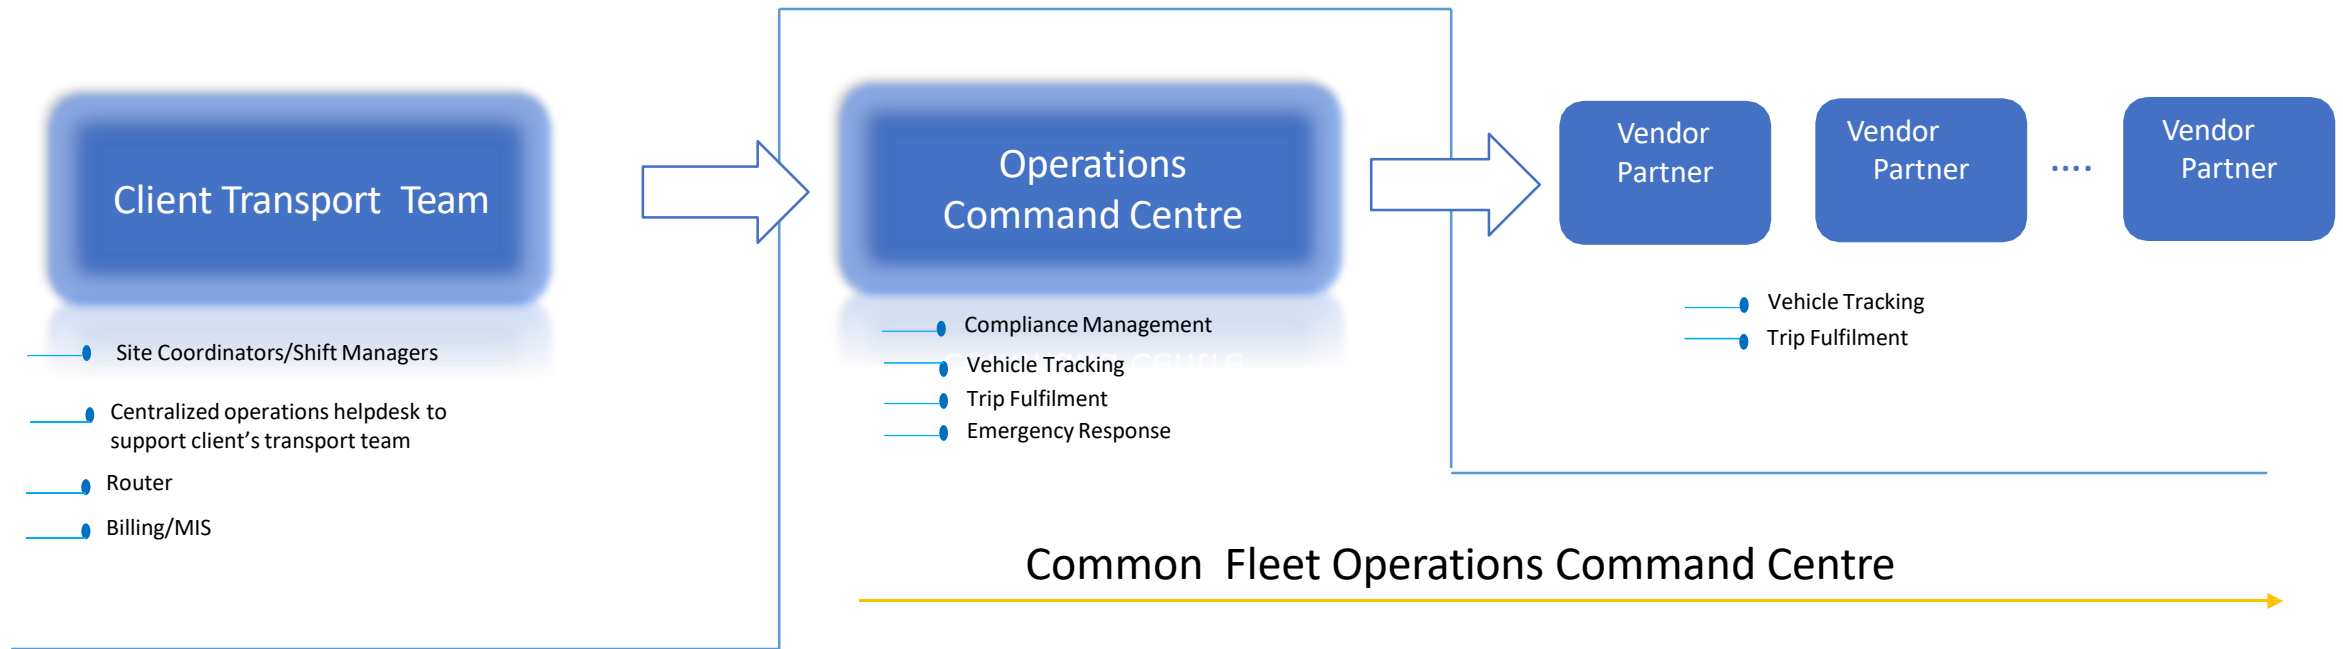 Client Transport Team
Site Coordinators/Shift Managers
Centralized operations helpdesk to
support client's transport team
Router
Billing/MIS
Operations
Command Centre
Compliance Management
Vehicle Tracking
Trip Fulfilment
Emergency Response
Vendor
Partner
Vendor
Partner
....
Vendor
Partner
Vehicle Tracking
Trip Fulfilment
Common Fleet Operations Command Centre